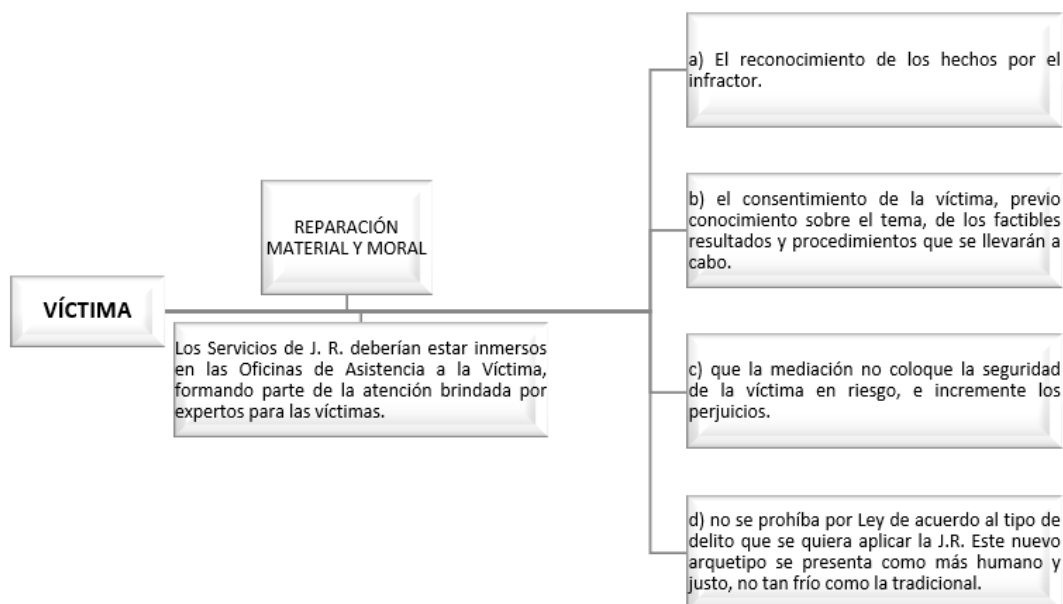 VÍCTIMA
REPARACIÓN
MATERIAL Y MORAL
Los Servicios de J. R. deberían estar inmersos
en las Oficinas de Asistencia a la Víctima,
formando parte de la atención brindada por
expertos para las víctimas.
a) El reconocimiento de los hechos por el
infractor.
b) el consentimiento de la víctima, previo
conocimiento sobre el tema, de los factibles
resultados y procedimientos que se llevarán a
cabo.
c) que la mediación no coloque la seguridad
de la víctima en riesgo, e incremente los
perjuicios.
d) no se prohíba por Ley de acuerdo al tipo de
delito que se quiera aplicar la J.R. Este nuevo
arquetipo se presenta como más humano y
justo, no tan frío como la tradicional.